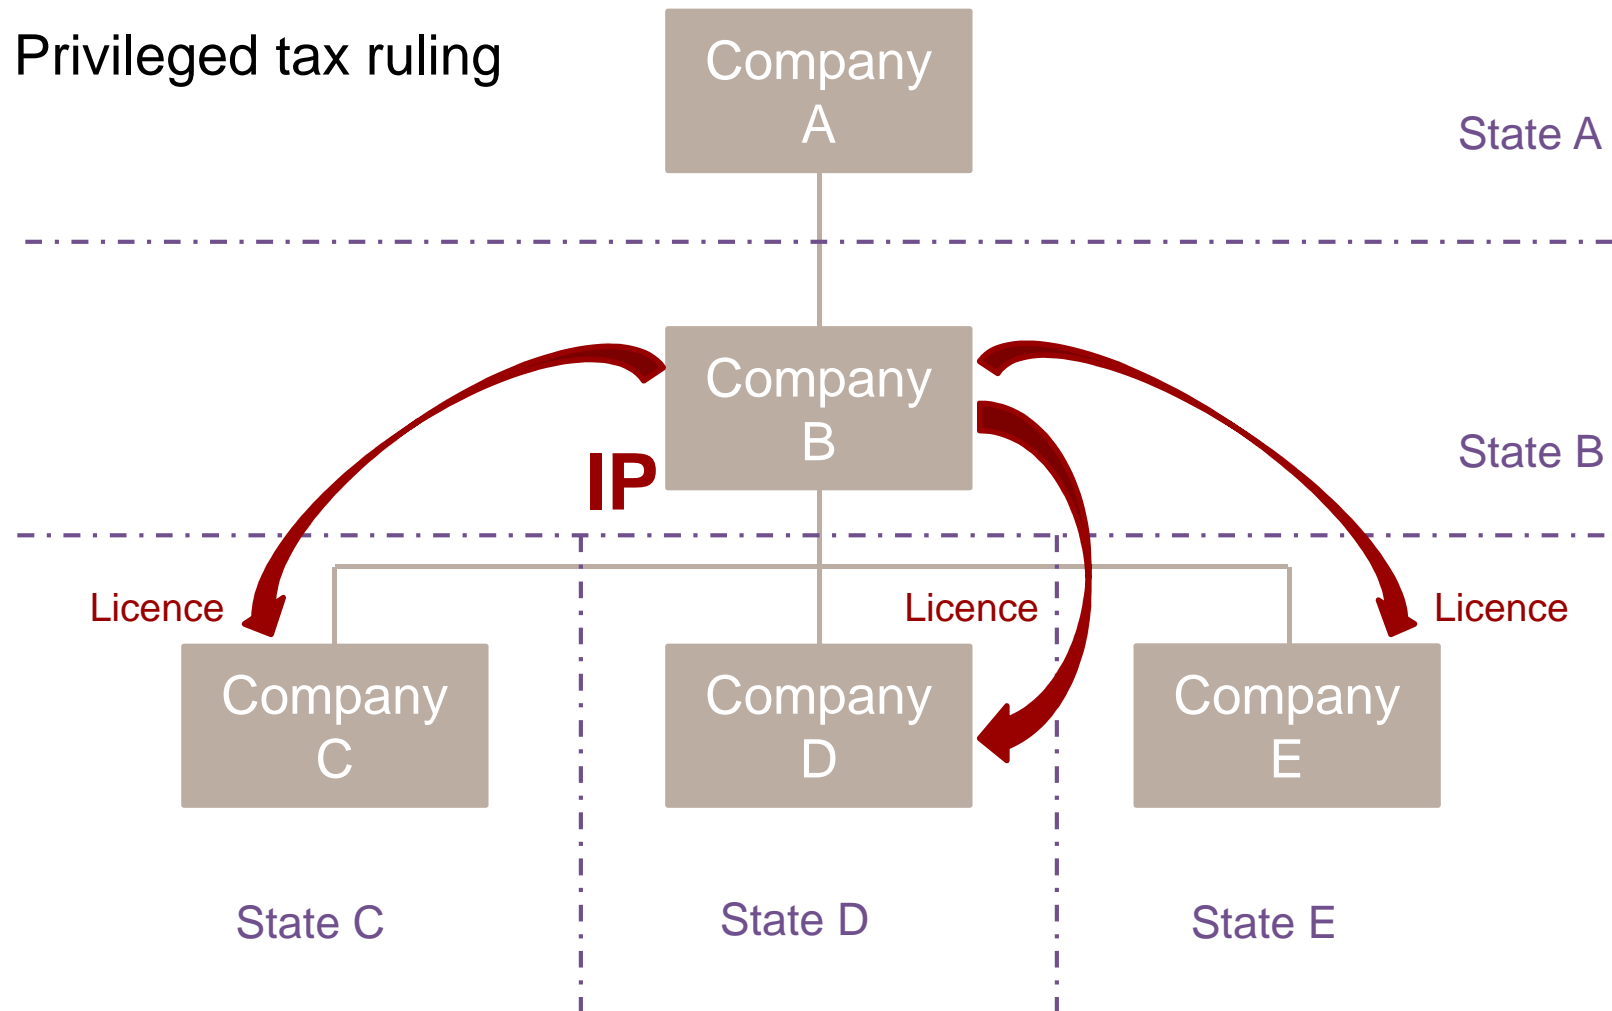 Privileged tax ruling
Company
A
State A
Company
B
State B
IP
Licence
Licence
Licence
Company
C
Company
D
Company
E
State C
State D
State E